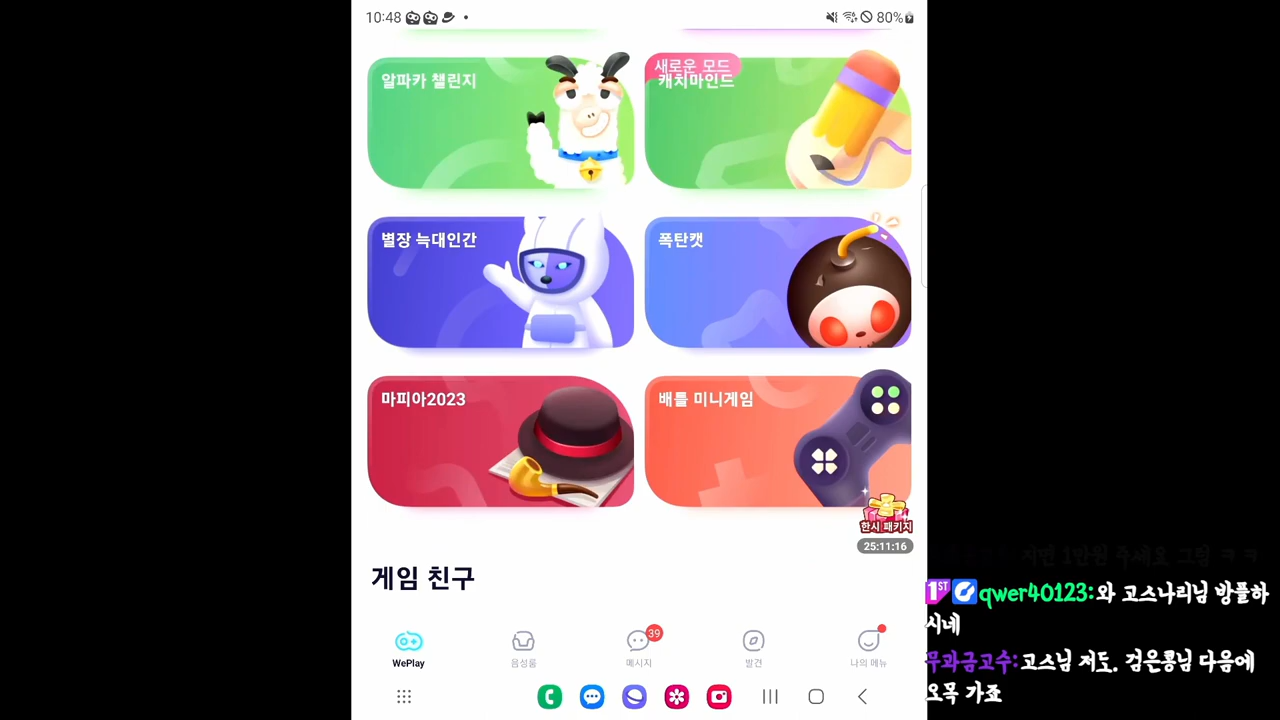 10:48
80%
알파카 챌린지
새로운 모드
캐치마인드
별장 늑대인간
폭탄캣
마피아2023
배틀 미니게임
한시 패키지
25:11:16
게임 친구
WePlay
음성룸
39
메시지
발견
나의 메뉴
지면 1만원 주세요 그럼 ㅋㅋ
1ST qwer40123: 와 고스나리님 방플하
시네
무과금고수: 고스님 저도. 검은콩님 다음에
오목 가죠